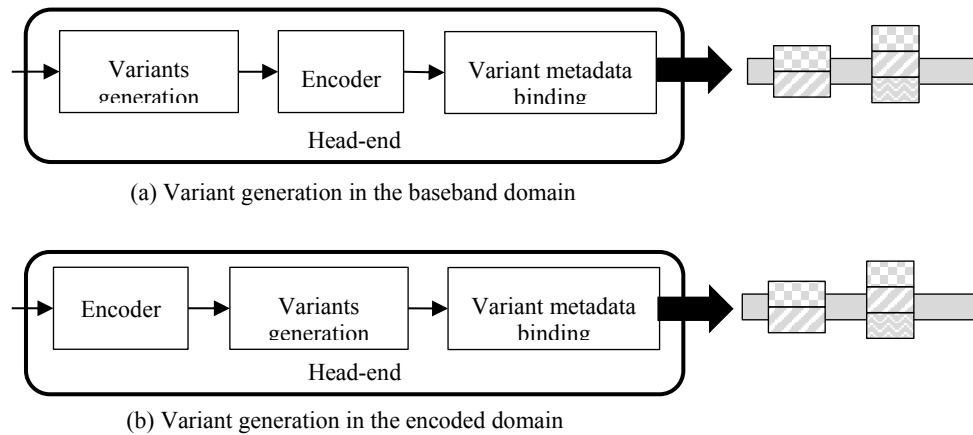 Variants
generation
Encoder
Variant metadata
binding
Head-end
(a) Variant generation in the baseband domain
Encoder
Variants
generation
Variant metadata
binding
Head-end
(b) Variant generation in the encoded domain